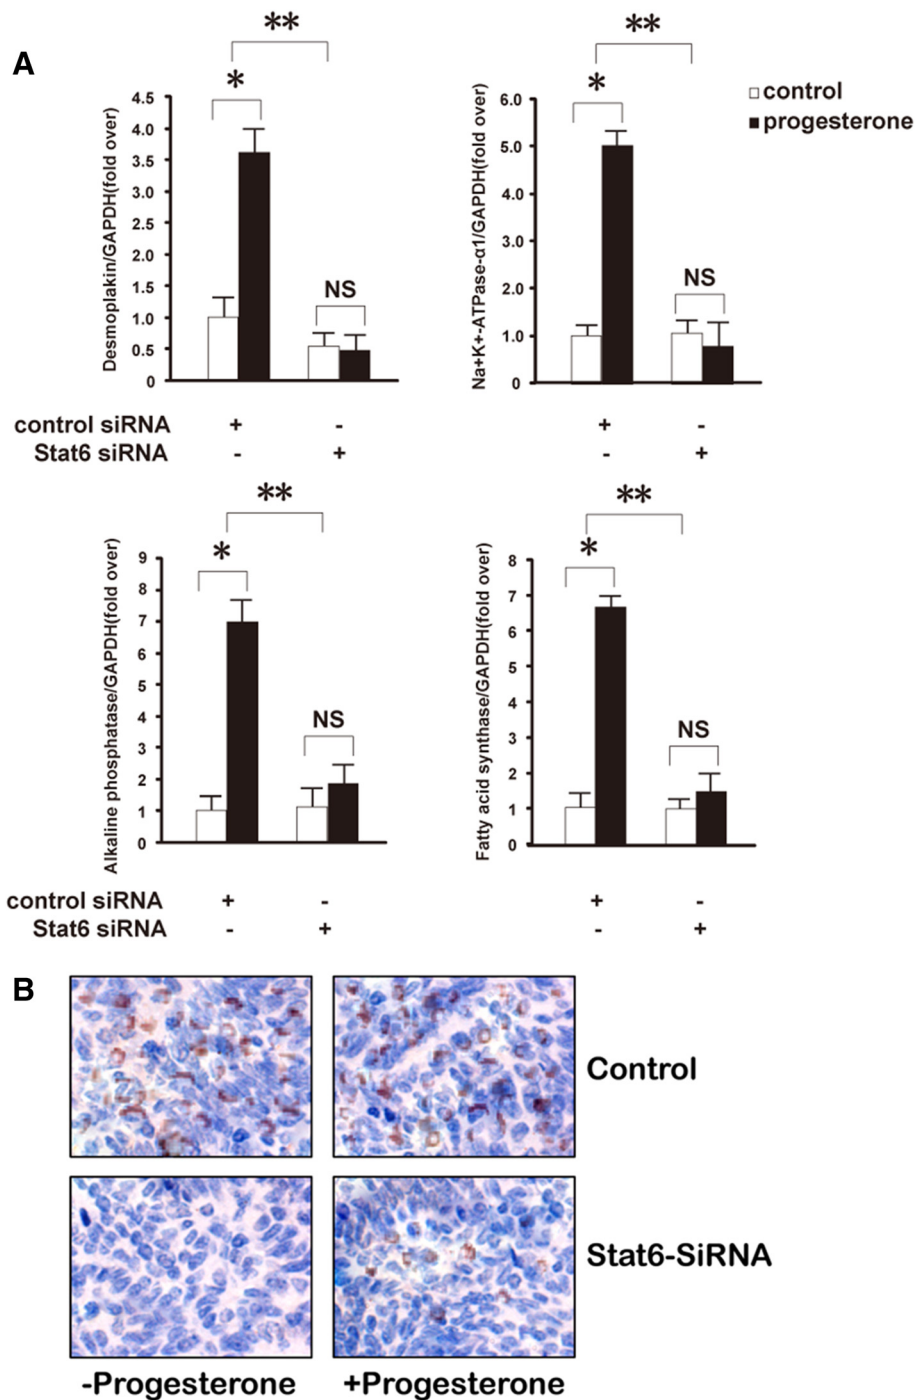 A
**
*
Desmoplakin/GAPDH(fold over)
4.5
4.0
3.5
3.0
2.5
2.0
1.5
1.0
0.5
0
NS
**
*
Na+K+-ATPase-α1/GAPDH(fold over)
6.0
5.0
4.0
3.0
2.0
1.0
0
NS
control
progesterone
control siRNA + - + -
Stat6 siRNA - + - +
**
*
Alkaline phosphatase/GAPDH(fold over)
9
8
7
6
5
4
3
2
1
0
NS
**
*
Fatty acid synthase/GAPDH(fold over)
8
7
6
5
4
3
2
1
0
NS
control siRNA + - + -
Stat6 siRNA - + - +
B
Control
Stat6-SiRNA
-Progesterone +Progesterone